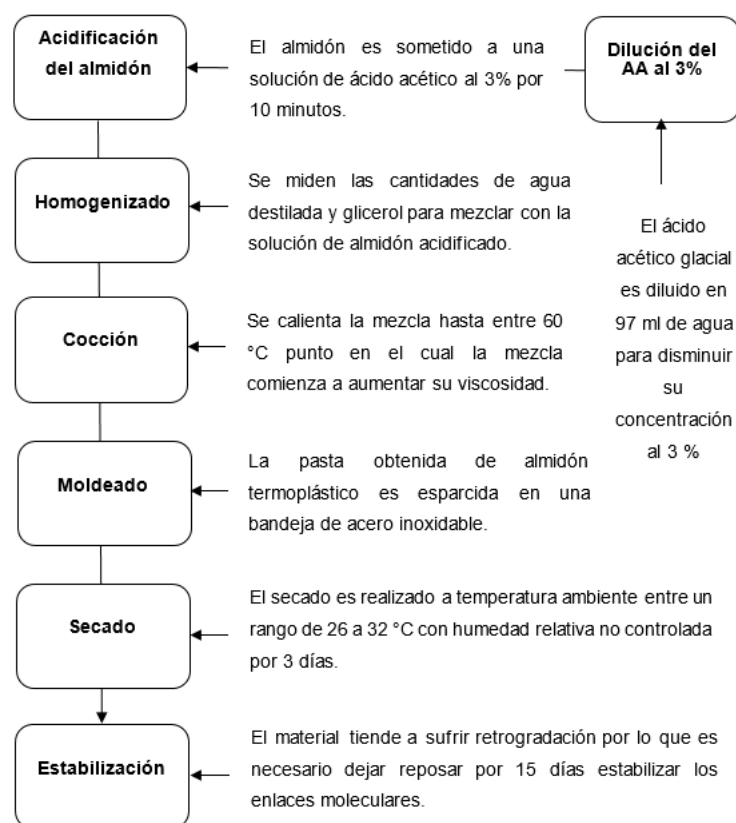 Acidificación
del almidón
El almidón es sometido a una
solución de ácido acético al 3% por
10 minutos.
Dilución del
AA al 3%
Homogenizado
Se miden las cantidades de agua
destilada y glicerol para mezclar con la
solución de almidón acidificado.
El ácido
acético glacial
es diluido en
97 ml de agua
para disminuir
su
concentración
al 3 %
Cocción
Se calienta la mezcla hasta entre 60
°C punto en el cual la mezcla
comienza a aumentar su viscosidad.
Moldeado
La pasta obtenida de almidón
termoplástico es esparcida en una
bandeja de acero inoxidable.
Secado
El secado es realizado a temperatura ambiente entre un
rango de 26 a 32 °C con humedad relativa no controlada
por 3 días.
Estabilización
El material tiende a sufrir retrogradación por lo que es
necesario dejar reposar por 15 días estabilizar los
enlaces moleculares.